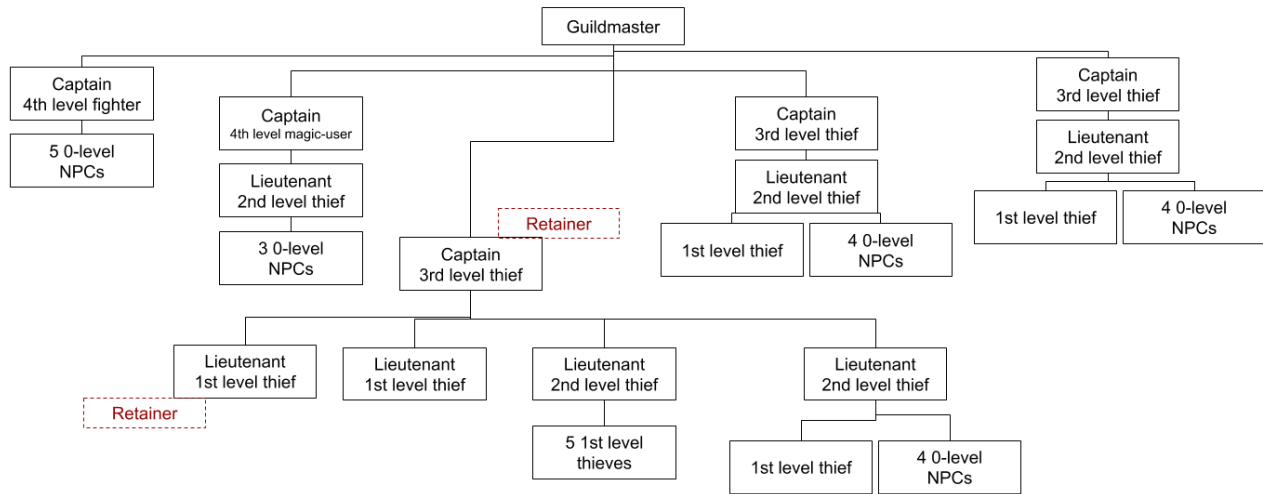 Guildmaster
Captain
4th level fighter
5 0-level
NPCs
Captain
4th level magic-user
Lieutenant
2nd level thief
3 0-level
NPCs
Retainer
Captain
3rd level thief
Captain
3rd level thief
Lieutenant
2nd level thief
1st level thief
4 0-level
NPCs
Captain
3rd level thief
Lieutenant
2nd level thief
1st level thief
4 0-level
NPCs
Lieutenant
1st level thief
Retainer
Lieutenant
1st level thief
Lieutenant
2nd level thief
5 1st level
thieves
Lieutenant
2nd level thief
1st level thief
4 0-level
NPCs